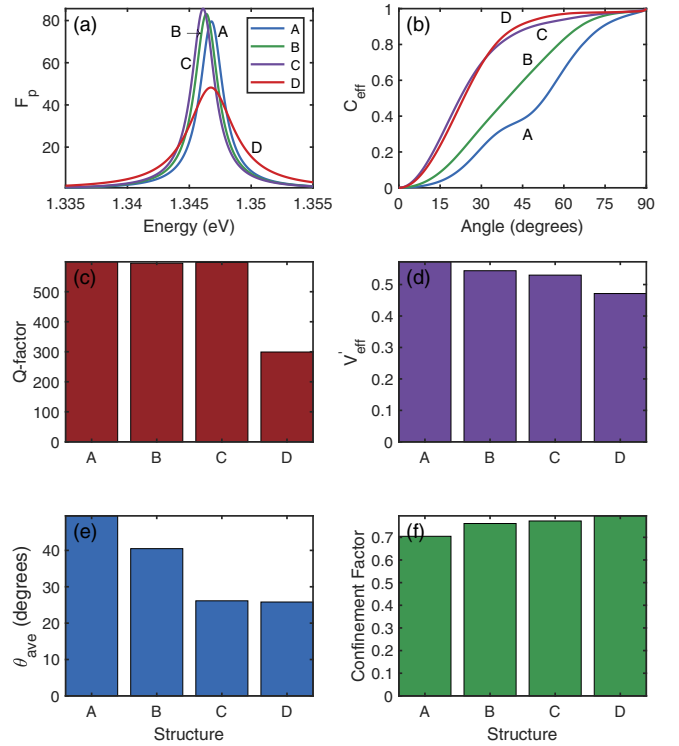 (a)
F_p
80
60
40
20
B
A
C
D
A
B
C
D
1.335
1.34
1.345
1.35
1.355
Energy (eV)
(b)
C_eff
1
0.8
0.6
0.4
0.2
0
D
C
B
A
0
15
30
45
60
75
90
Angle (degrees)
(c)
Q-factor
500
400
300
200
100
0
A
B
C
D
(d)
V'_eff
0.5
0.4
0.3
0.2
0.1
0
A
B
C
D
(e)
θ_ave (degrees)
40
30
20
10
0
A
B
C
D
Structure
(f)
Confinement Factor
0.7
0.6
0.5
0.4
0.3
0.2
0.1
0
A
B
C
D
Structure